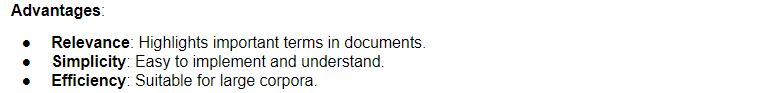 Advantages:
● Relevance: Highlights important terms in documents.
● Simplicity: Easy to implement and understand.
● Efficiency: Suitable for large corpora.